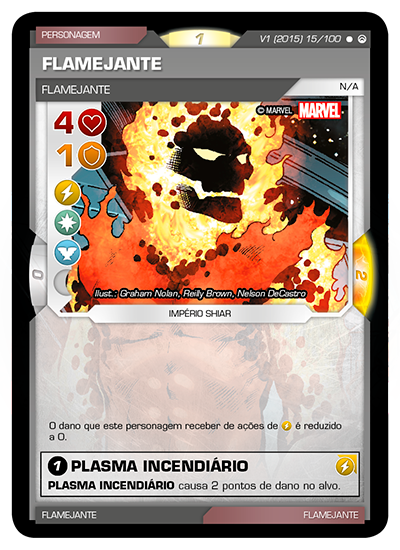 PERSONAGEM
1
V1 (2015) 15/100
FLAMEJANTE
FLAMEJANTE
N/A
4
© MARVEL MARVEL
1
0
2
Ilust.: Graham Nolan, Reilly Brown, Nelson DeCastro
IMPÉRIO SHIAR
O dano que este personagem receber de ações de é reduzido
a 0.
1 PLASMA INCENDIÁRIO
PLASMA INCENDIÁRIO causa 2 pontos de dano no alvo.
FLAMEJANTE
FLAMEJANTE